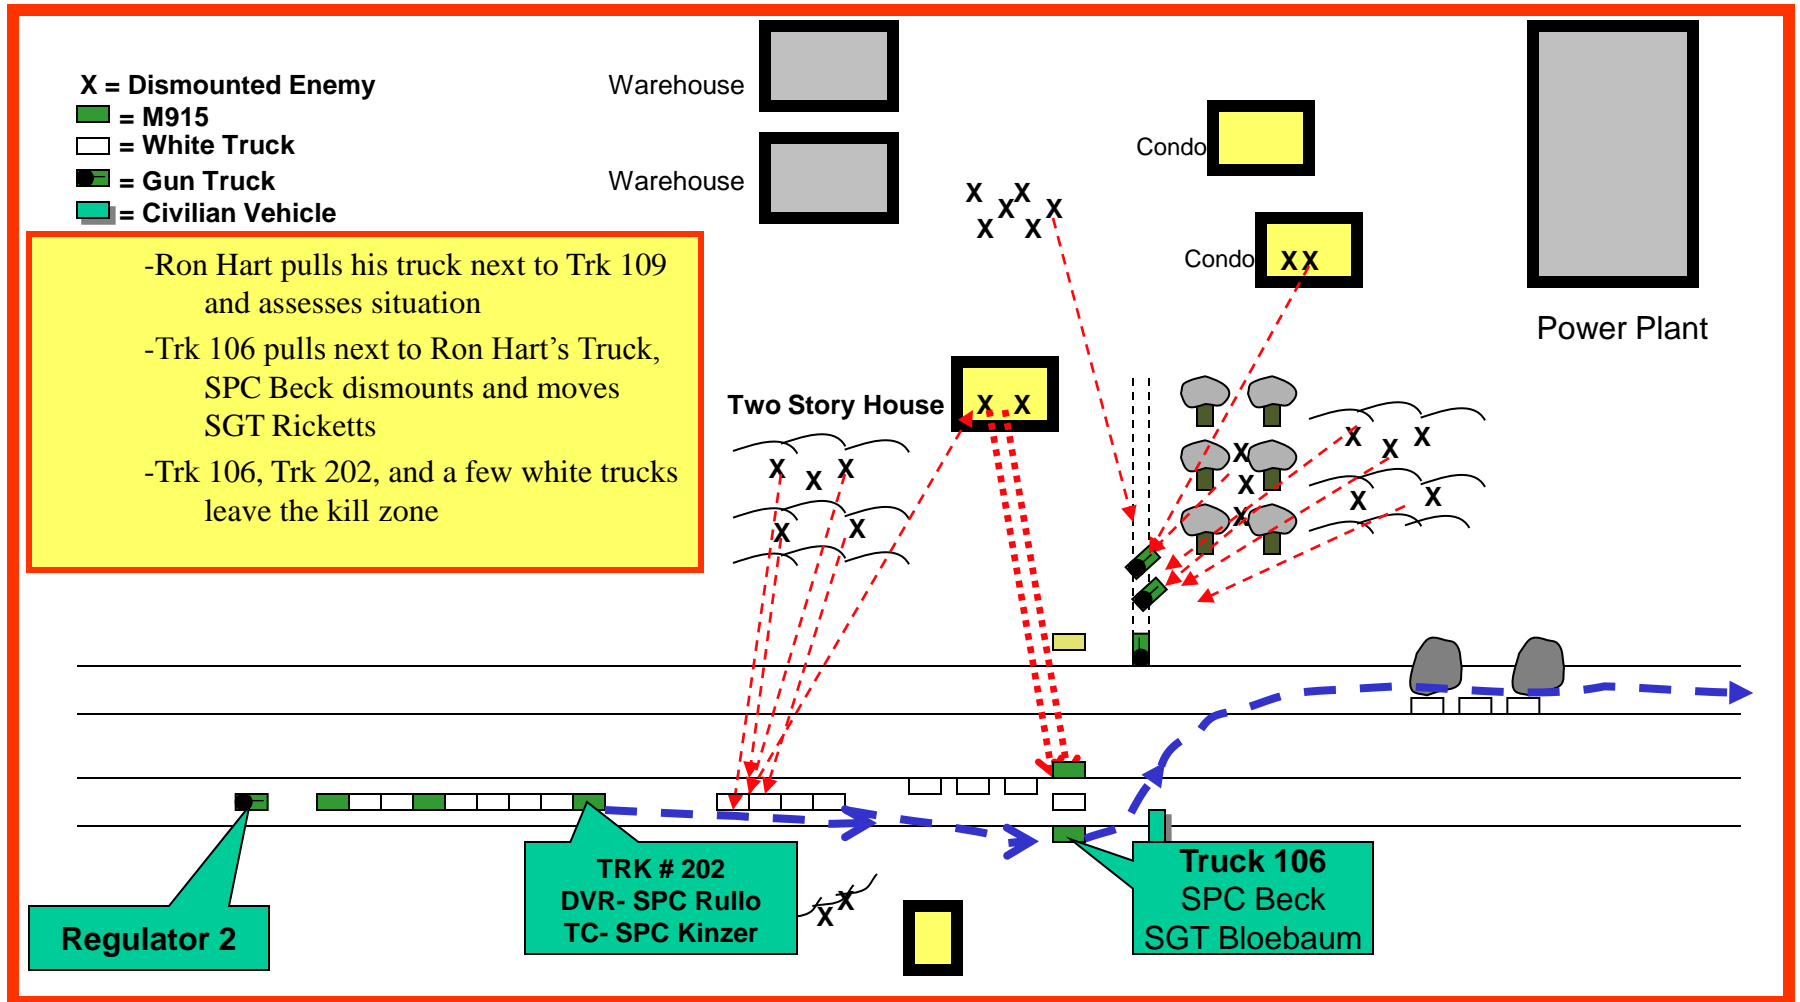 X = Dismounted Enemy
= M915
= White Truck
= Gun Truck
= Civilian Vehicle
-Ron Hart pulls his truck next to Trk 109
and assesses situation
-Trk 106 pulls next to Ron Hart’s Truck,
SPC Beck dismounts and moves
SGT Ricketts
-Trk 106, Trk 202, and a few white trucks
leave the kill zone
Warehouse
Warehouse
Condo
Condo
X X
Power Plant
X X
X X
X X X
Two Story House
X X
X X X
X X
X
X
X
X X X
X X
X X
Regulator 2
TRK # 202
DVR- SPC Rullo
TC- SPC Kinzer
Truck 106
SPC Beck
SGT Bloebaum